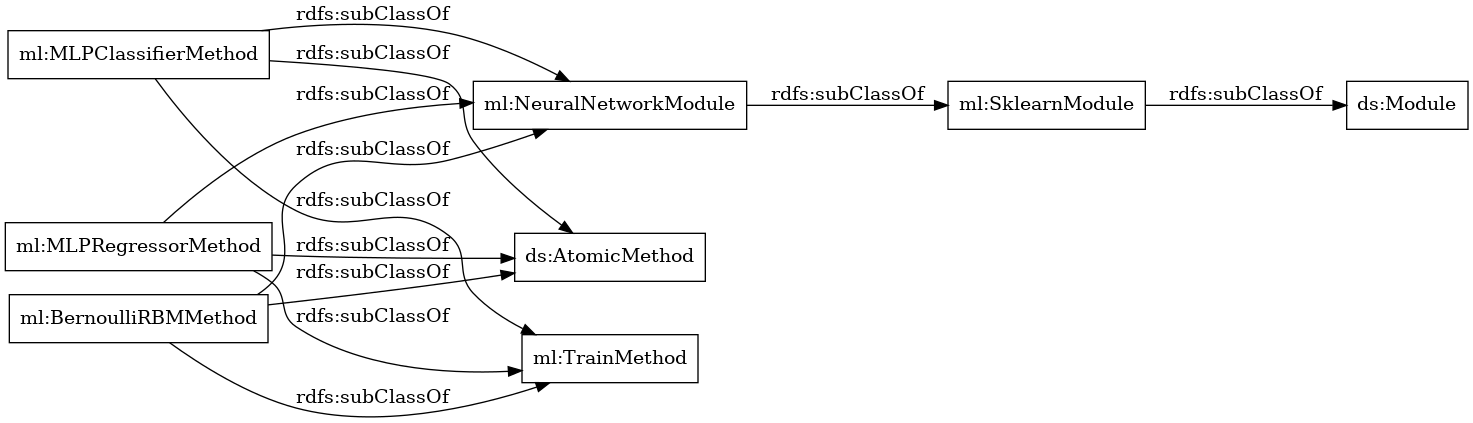 rdfs:subClassOf
ml:MLPClassifierMethod
rdfs:subClassOf
rdfs:subClassOf
ml:NeuralNetworkModule
rdfs:subClassOf
ml:SklearnModule
rdfs:subClassOf
ds:Module
rdfs:subClassOf
rdfs:subClassOf
ml:MLPRegressorMethod
rdfs:subClassOf
ds:AtomicMethod
rdfs:subClassOf
ml:BernoulliRBMMethod
rdfs:subClassOf
ml:TrainMethod
rdfs:subClassOf